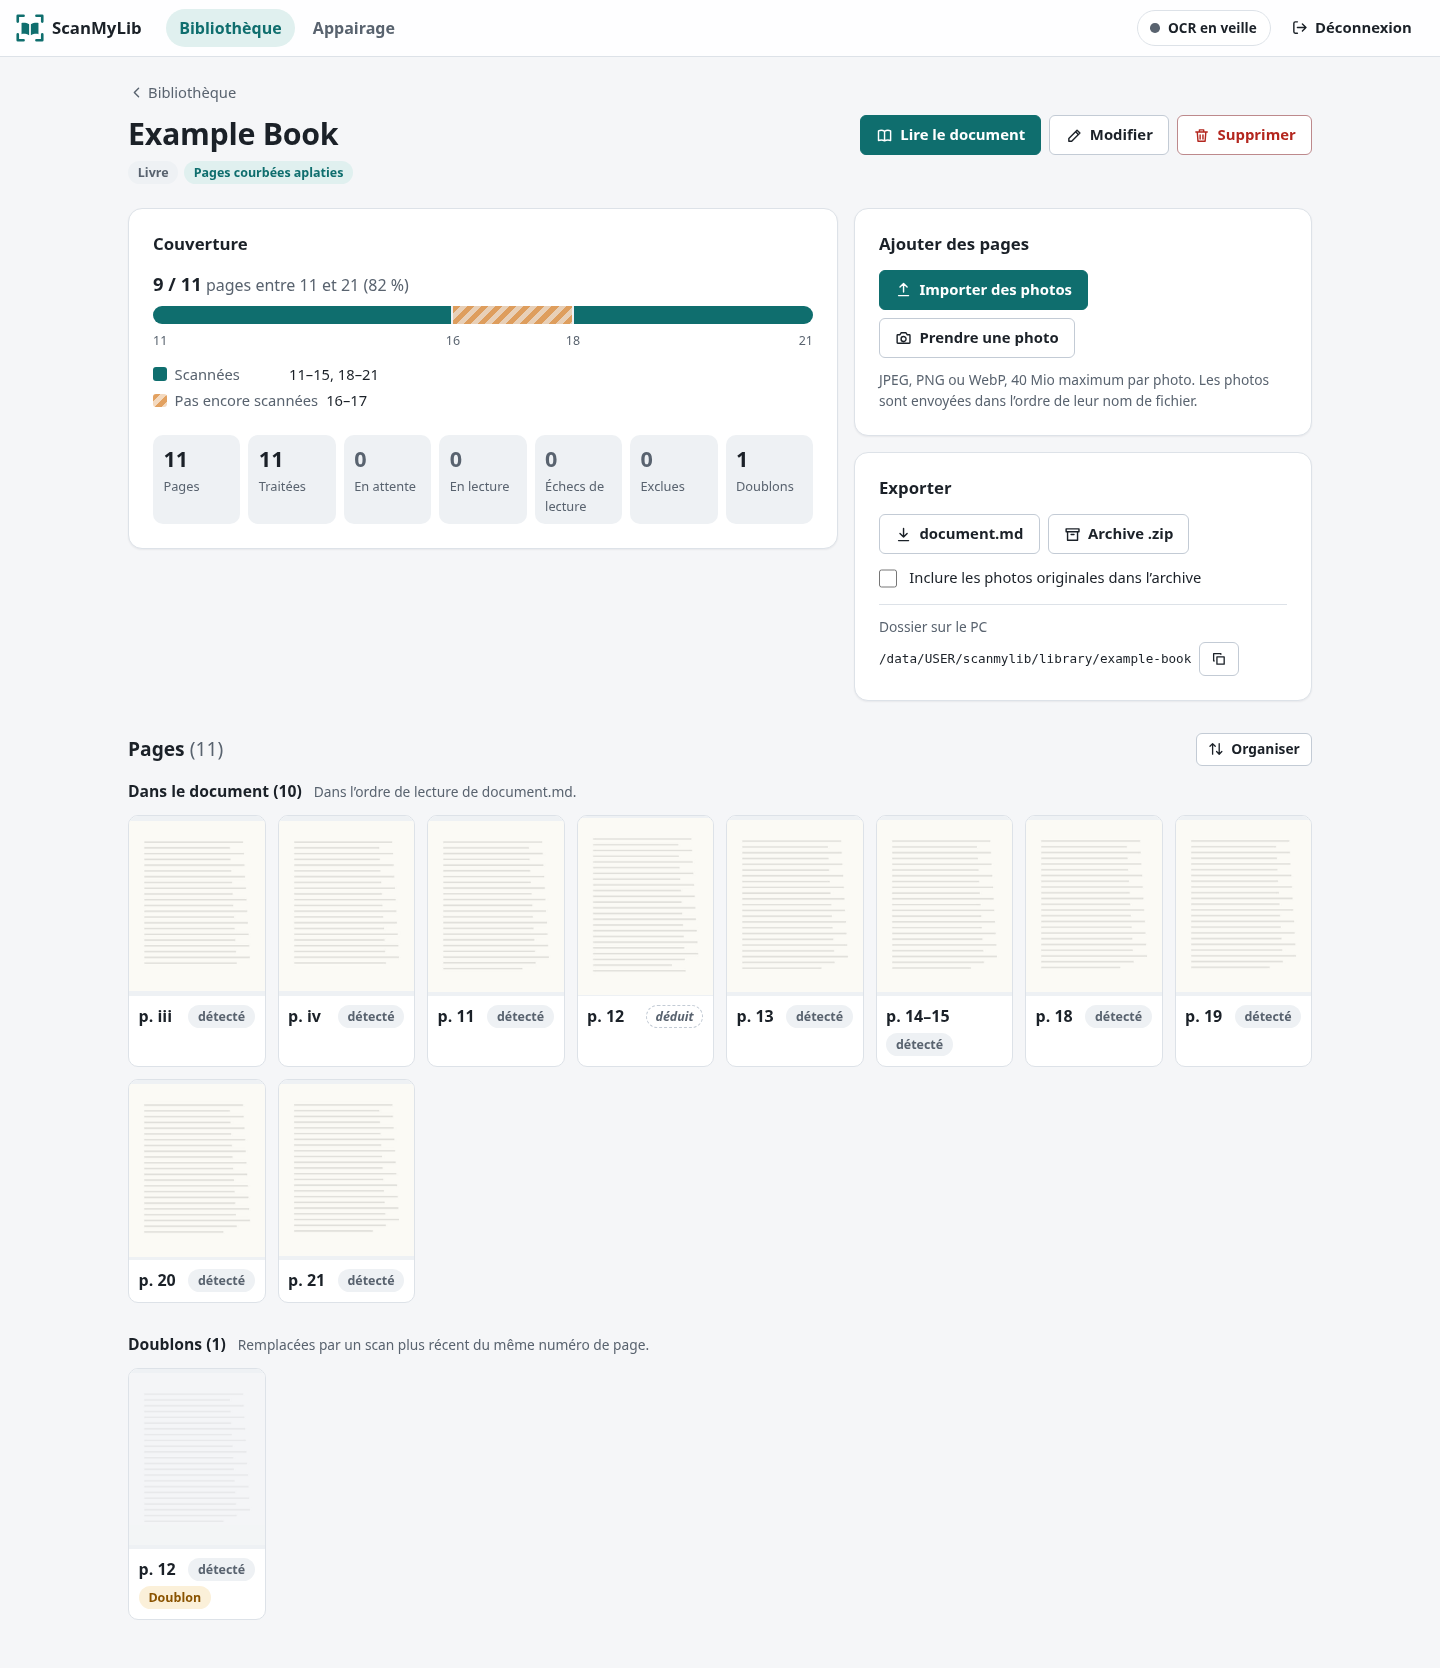 ScanMyLib
Bibliothèque
Appairage
OCR en veille
Déconnexion
Bibliothèque
Example Book
Lire le document
Modifier
Supprimer
Livre
Pages courbées aplaties
Couverture
9 / 11 pages entre 11 et 21 (82 %)
11
16
18
21
Scannées 11–15, 18–21
Pas encore scannées 16–17
11
Pages
11
Traitées
0
En attente
0
En lecture
0
Échecs de
lecture
0
Exclues
1
Doublons
Ajouter des pages
Importer des photos
Prendre une photo
JPEG, PNG ou WebP, 40 Mio maximum par photo. Les photos
sont envoyées dans l’ordre de leur nom de fichier.
Exporter
document.md
Archive .zip
Inclure les photos originales dans l’archive
Dossier sur le PC
/data/USER/scanmylib/library/example-book
Pages (11)
Organiser
Dans le document (10) Dans l’ordre de lecture de document.md.
p. iii détecté
p. iv détecté
p. 11 détecté
p. 12 déduit
p. 13 détecté
p. 14–15
détecté
p. 18 détecté
p. 19 détecté
p. 20 détecté
p. 21 détecté
Doublons (1) Remplacées par un scan plus récent du même numéro de page.
p. 12 détecté
Doublon